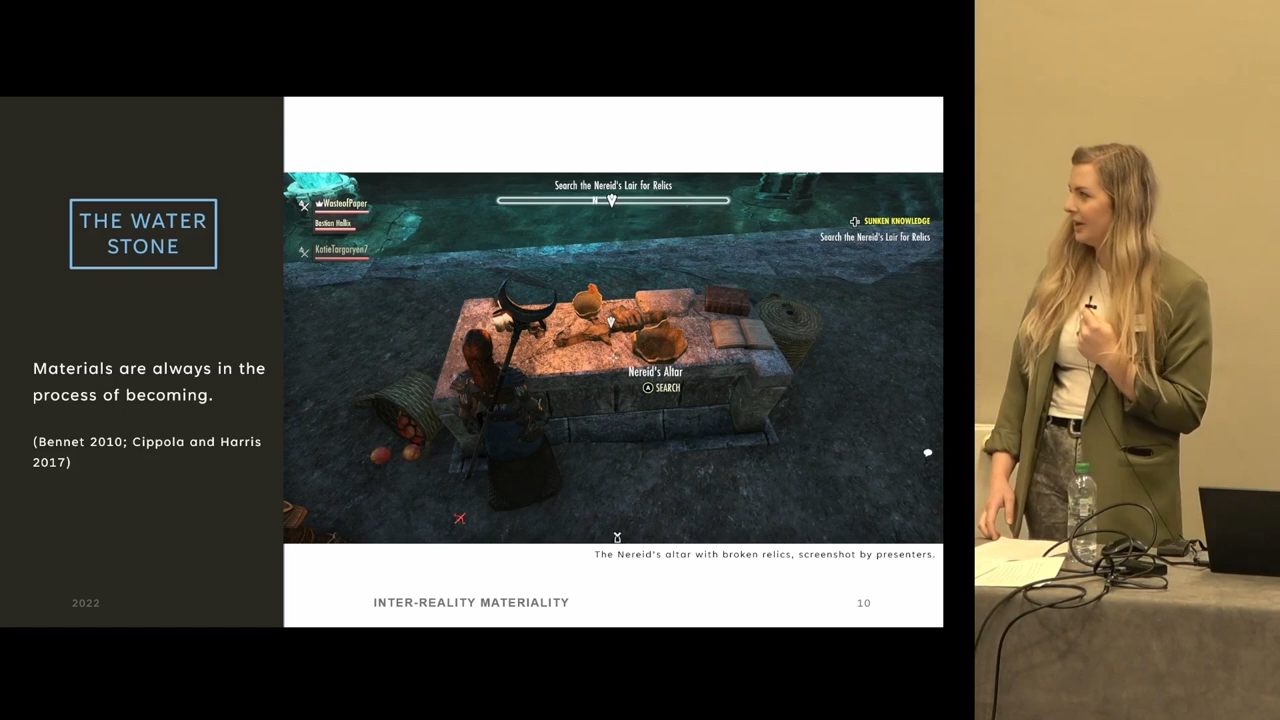 THE WATER
STONE
Materials are always in the
process of becoming.
(Bennet 2010; Cippola and Harris
2017)
2022
Search the Nereid's Lair for Relics
N
WasteofPaper
Bastian Hallix
KatieTargaryen7
SUNKEN KNOWLEDGE
Search the Nereid's Lair for Relics
Nereid's Altar
A SEARCH
The Nereid's altar with broken relics, screenshot by presenters.
INTER-REALITY MATERIALITY
10